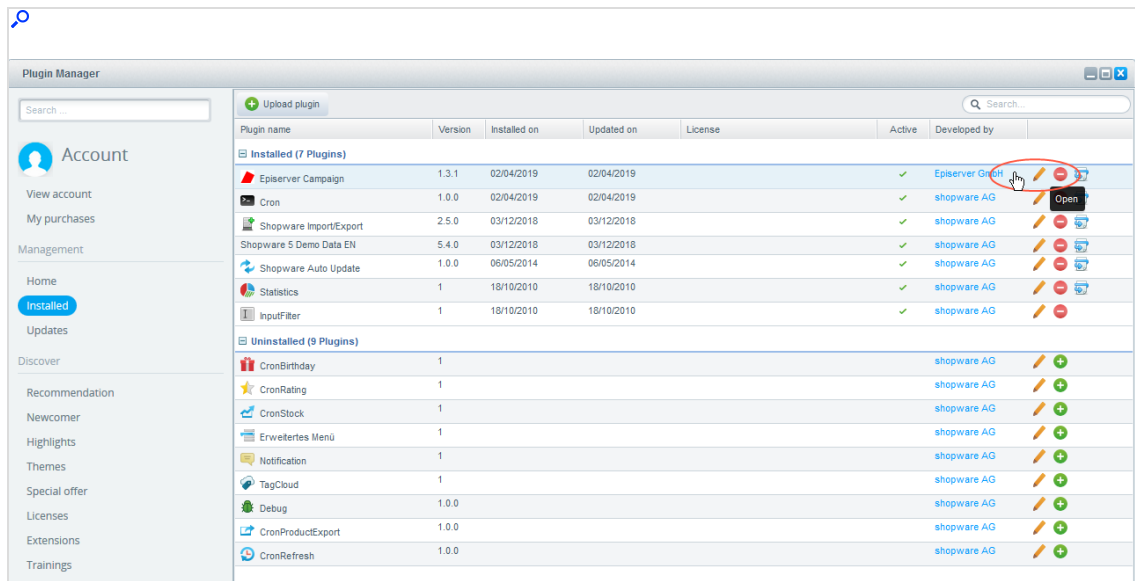 Plugin Manager
Search ...
Account
View account
My purchases
Management
Home
Installed
Updates
Discover
Recommendation
Newcomer
Highlights
Themes
Special offer
Licenses
Extensions
Trainings
Upload plugin
Search...
Plugin name Version Installed on Updated on License Active Developed by
Installed (7 Plugins)
Episerver Campaign 1.3.1 02/04/2019 02/04/2019 Episerver GmbH
Open
Cron 1.0.0 02/04/2019 02/04/2019 shopware AG
Shopware Import/Export 2.5.0 03/12/2018 03/12/2018 shopware AG
Shopware 5 Demo Data EN 5.4.0 03/12/2018 03/12/2018 shopware AG
Shopware Auto Update 1.0.0 06/05/2014 06/05/2014 shopware AG
Statistics 1 18/10/2010 18/10/2010 shopware AG
InputFilter 1 18/10/2010 18/10/2010 shopware AG
Uninstalled (9 Plugins)
CronBirthday 1 shopware AG
CronRating 1 shopware AG
CronStock 1 shopware AG
Erweitertes Menü 1 shopware AG
Notification 1 shopware AG
TagCloud 1 shopware AG
Debug 1.0.0 shopware AG
CronProductExport 1.0.0 shopware AG
CronRefresh 1.0.0 shopware AG